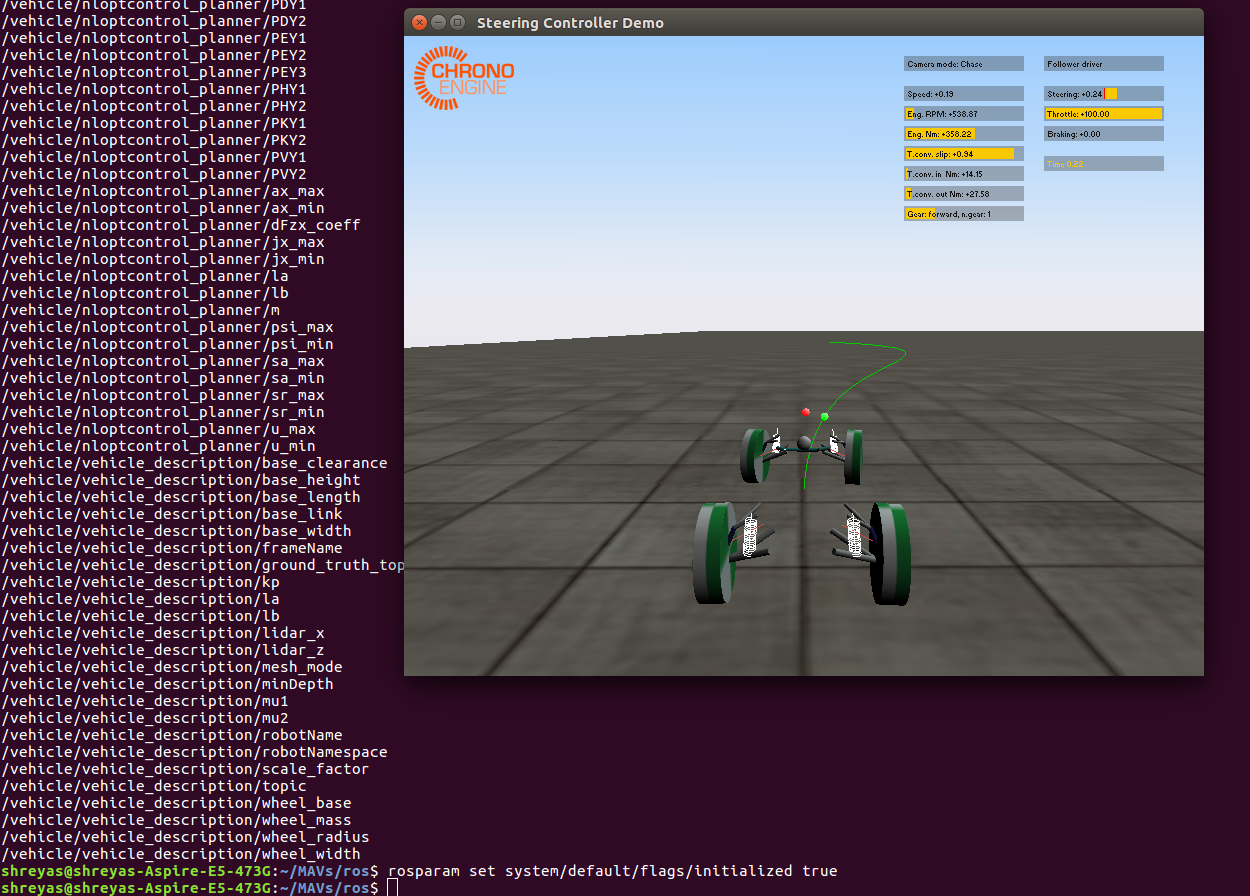 /vehicle/nloptcontrol_planner/PDY1
/vehicle/nloptcontrol_planner/PDY2
/vehicle/nloptcontrol_planner/PEY1
/vehicle/nloptcontrol_planner/PEY2
/vehicle/nloptcontrol_planner/PEY3
/vehicle/nloptcontrol_planner/PHY1
/vehicle/nloptcontrol_planner/PHY2
/vehicle/nloptcontrol_planner/PKY1
/vehicle/nloptcontrol_planner/PKY2
/vehicle/nloptcontrol_planner/PVY1
/vehicle/nloptcontrol_planner/PVY2
/vehicle/nloptcontrol_planner/ax_max
/vehicle/nloptcontrol_planner/ax_min
/vehicle/nloptcontrol_planner/dFzx_coeff
/vehicle/nloptcontrol_planner/jx_max
/vehicle/nloptcontrol_planner/jx_min
/vehicle/nloptcontrol_planner/la
/vehicle/nloptcontrol_planner/lb
/vehicle/nloptcontrol_planner/m
/vehicle/nloptcontrol_planner/psi_max
/vehicle/nloptcontrol_planner/psi_min
/vehicle/nloptcontrol_planner/sa_max
/vehicle/nloptcontrol_planner/sa_min
/vehicle/nloptcontrol_planner/sr_max
/vehicle/nloptcontrol_planner/sr_min
/vehicle/nloptcontrol_planner/u_max
/vehicle/nloptcontrol_planner/u_min
/vehicle/vehicle_description/base_clearance
/vehicle/vehicle_description/base_height
/vehicle/vehicle_description/base_length
/vehicle/vehicle_description/base_link
/vehicle/vehicle_description/base_width
/vehicle/vehicle_description/frameName
/vehicle/vehicle_description/ground_truth_top
/vehicle/vehicle_description/kp
/vehicle/vehicle_description/la
/vehicle/vehicle_description/lb
/vehicle/vehicle_description/lidar_x
/vehicle/vehicle_description/lidar_z
/vehicle/vehicle_description/mesh_mode
/vehicle/vehicle_description/minDepth
/vehicle/vehicle_description/mu1
/vehicle/vehicle_description/mu2
/vehicle/vehicle_description/robotName
/vehicle/vehicle_description/robotNamespace
/vehicle/vehicle_description/scale_factor
/vehicle/vehicle_description/topic
/vehicle/vehicle_description/wheel_base
/vehicle/vehicle_description/wheel_mass
/vehicle/vehicle_description/wheel_radius
/vehicle/vehicle_description/wheel_width
shreyas@shreyas-Aspire-E5-473G:~/MAVs/ros$ rosparam set system/default/flags/initialized true
shreyas@shreyas-Aspire-E5-473G:~/MAVs/ros$
Steering Controller Demo
CHRONO
ENGINE
Camera mode: Chase
Speed: +0.19
Eng. RPM: +538.87
Eng. Nm: +358.22
T.conv. slip: +0.94
T.conv. in Nm: +14.15
T.conv. out Nm: +27.58
Gear: forward, n.gear: 1
Follower driver
Steering: +0.24
Throttle: +100.00
Braking: +0.00
Time 0.22